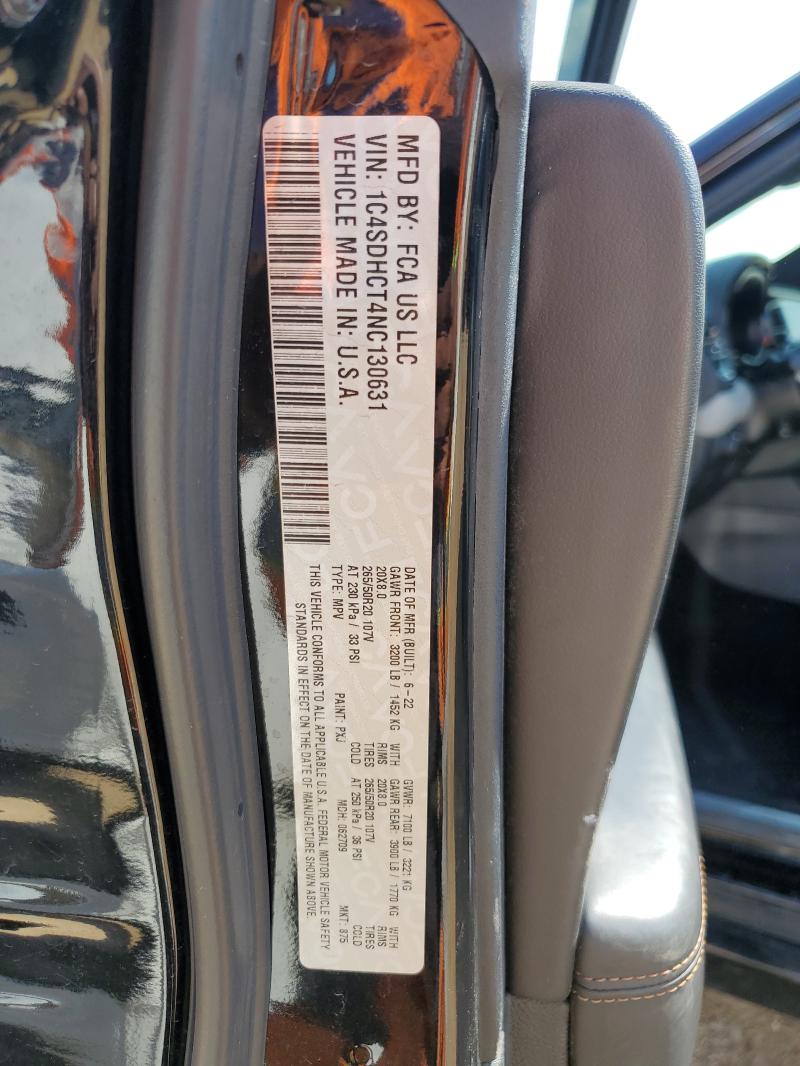 MFD BY: FCA US LLC
VIN: 1C4SDHCT4NC130631
VEHICLE MADE IN: U.S.A.
DATE OF MFR (BUILT): 6-22 GVWR: 7100 LB / 3221 KG
GAWR FRONT: 3200 LB / 1452 KG WITH GAWR REAR: 3900 LB / 1770 KG WITH
20X8.0 RIMS 20X8.0 RIMS
265/50R20 107V TIRES 265/50R20 107V TIRES
AT 230 kPa / 33 PSI COLD AT 250 kPa / 36 PSI COLD
TYPE: MPV PAINT: PXJ MDH: 062709 MKT: 875
THIS VEHICLE CONFORMS TO ALL APPLICABLE U.S.A. FEDERAL MOTOR VEHICLE SAFETY
STANDARDS IN EFFECT ON THE DATE OF MANUFACTURE SHOWN ABOVE.
FCA
FCA